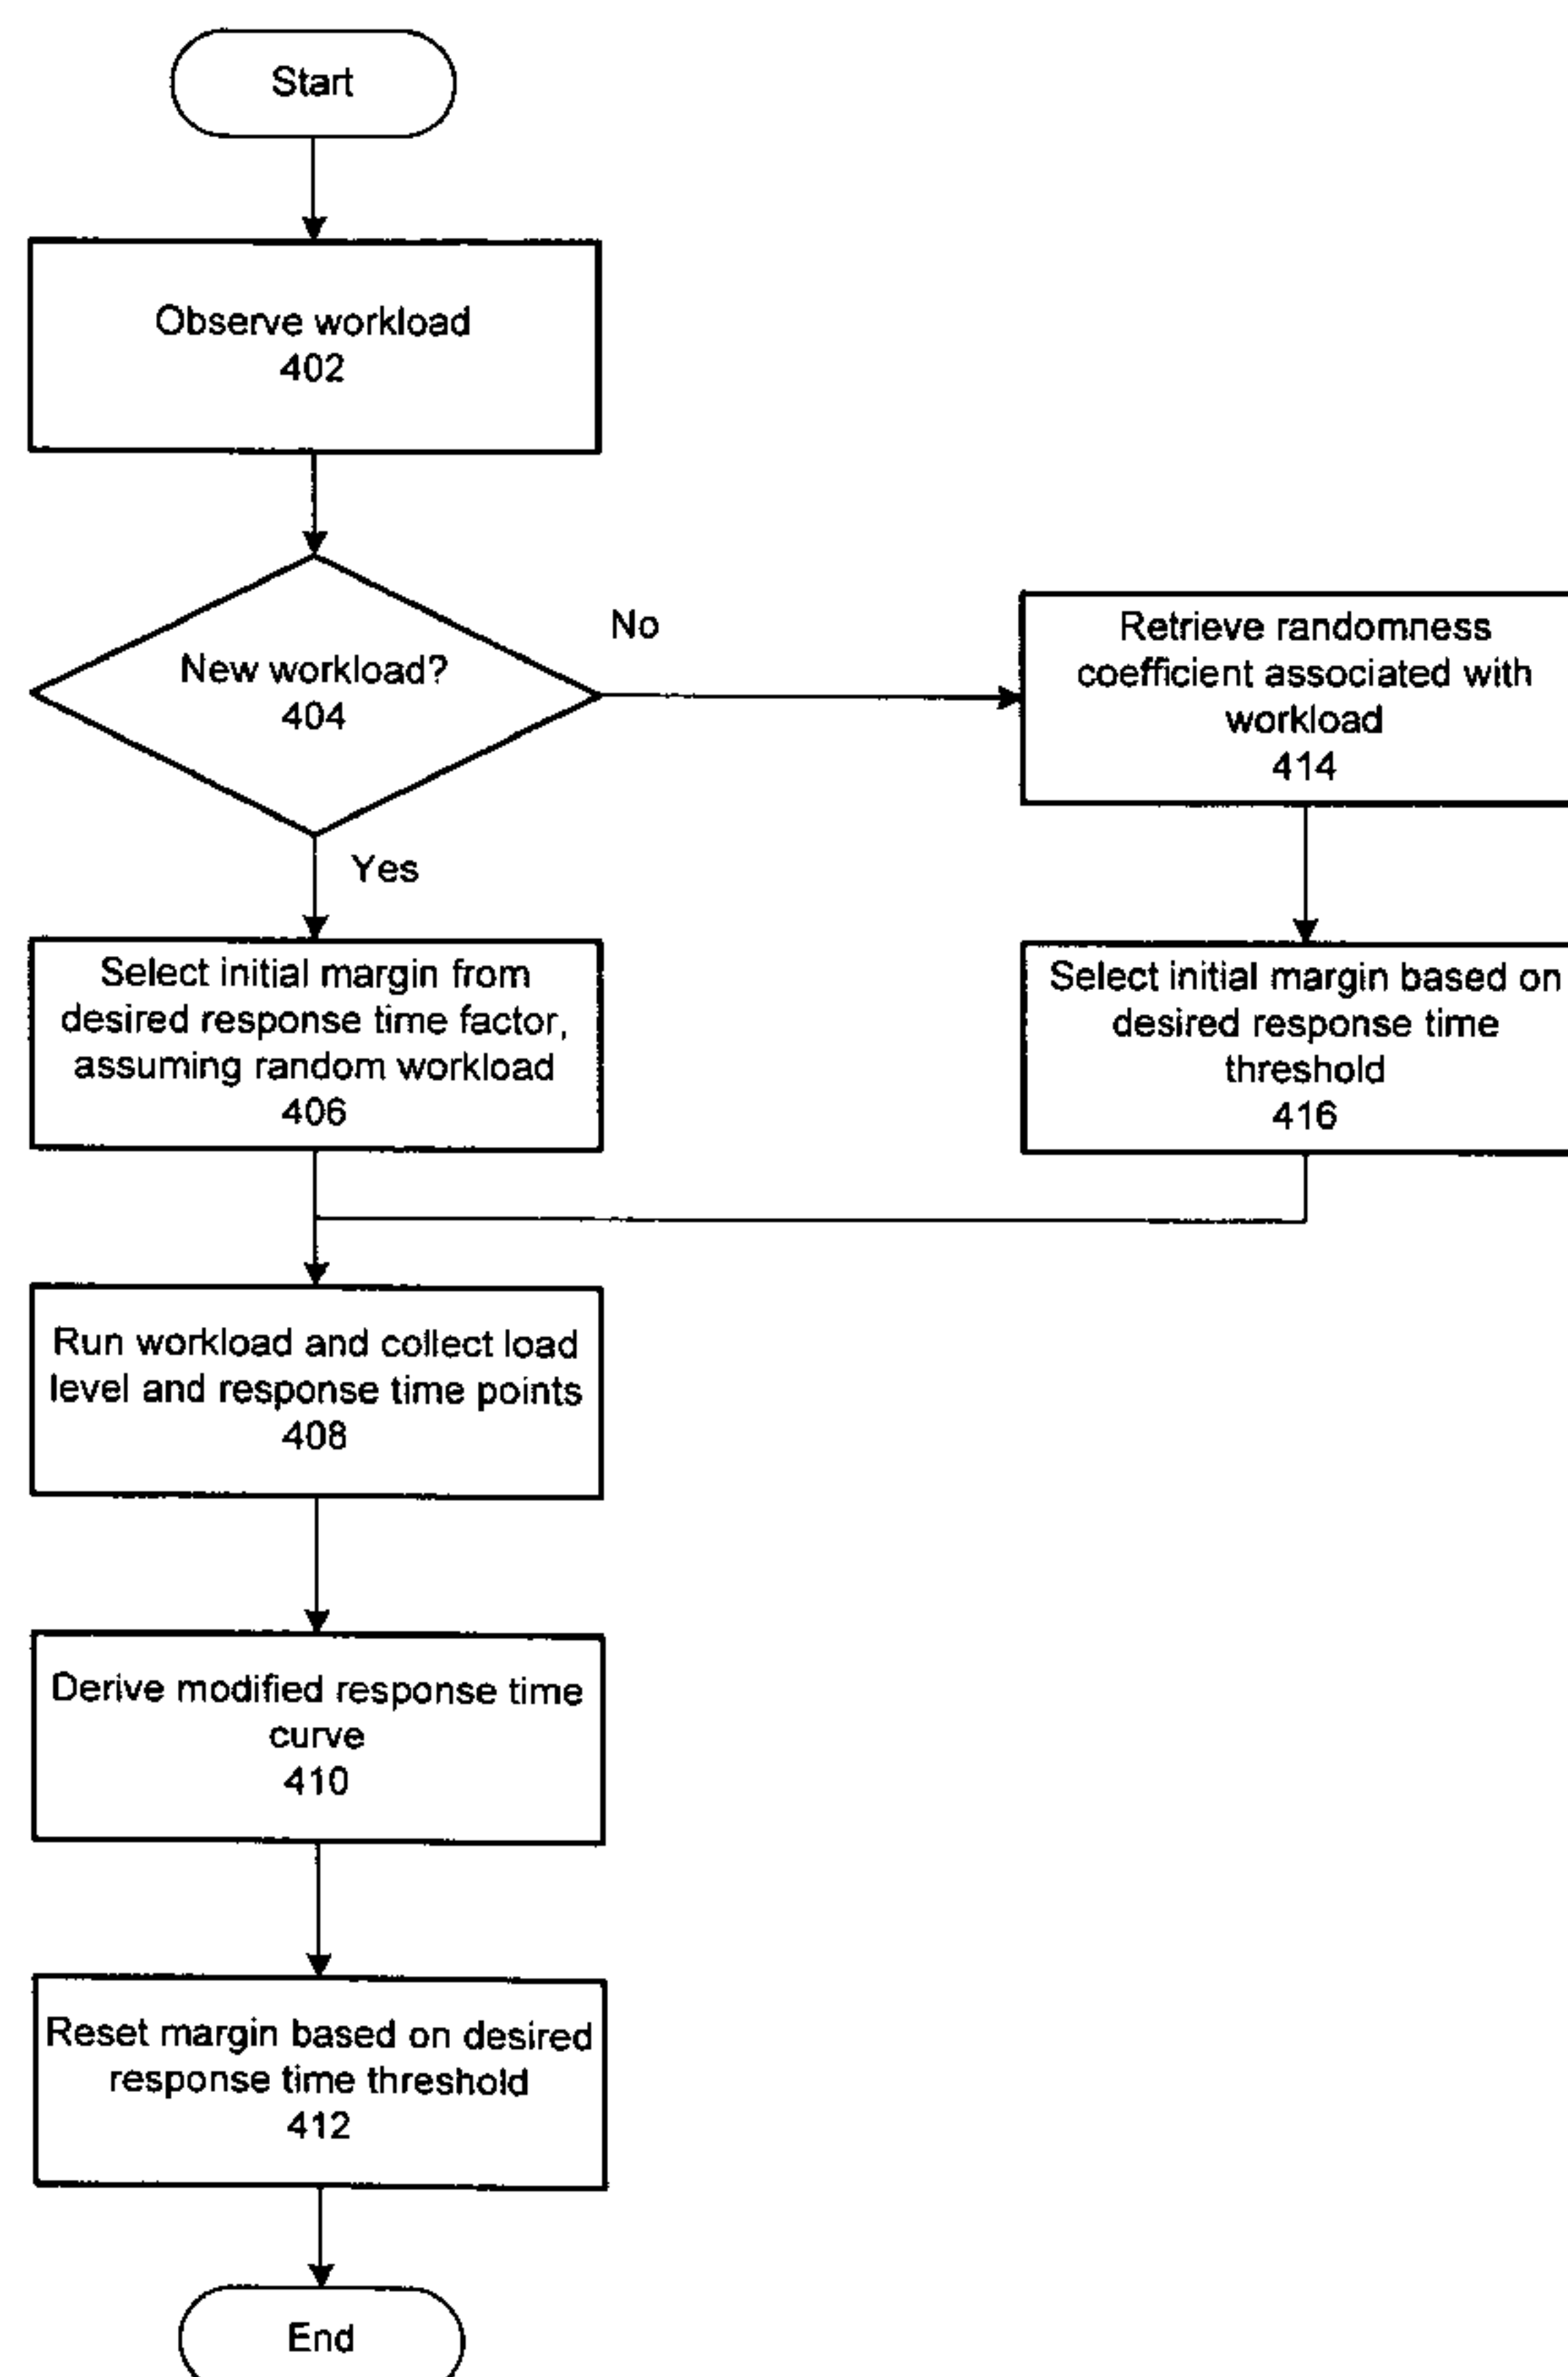 Start
Observe workload
402
New workload?
404
No
Yes
Retrieve randomness
coefficient associated with
workload
414
Select initial margin from
desired response time factor,
assuming random workload
406
Select initial margin based on
desired response time
threshold
416
Run workload and collect load
level and response time points
408
Derive modified response time
curve
410
Reset margin based on desired
response time threshold
412
End